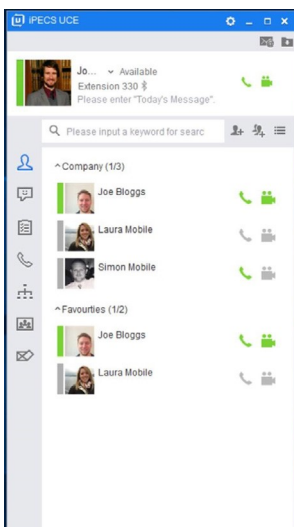 iPECS UCE
Jo... Available
Extension 330
Please enter "Today's Message".
Please input a keyword for searc
Company (1/3)
Joe Bloggs
Laura Mobile
Simon Mobile
Favourties (1/2)
Joe Bloggs
Laura Mobile